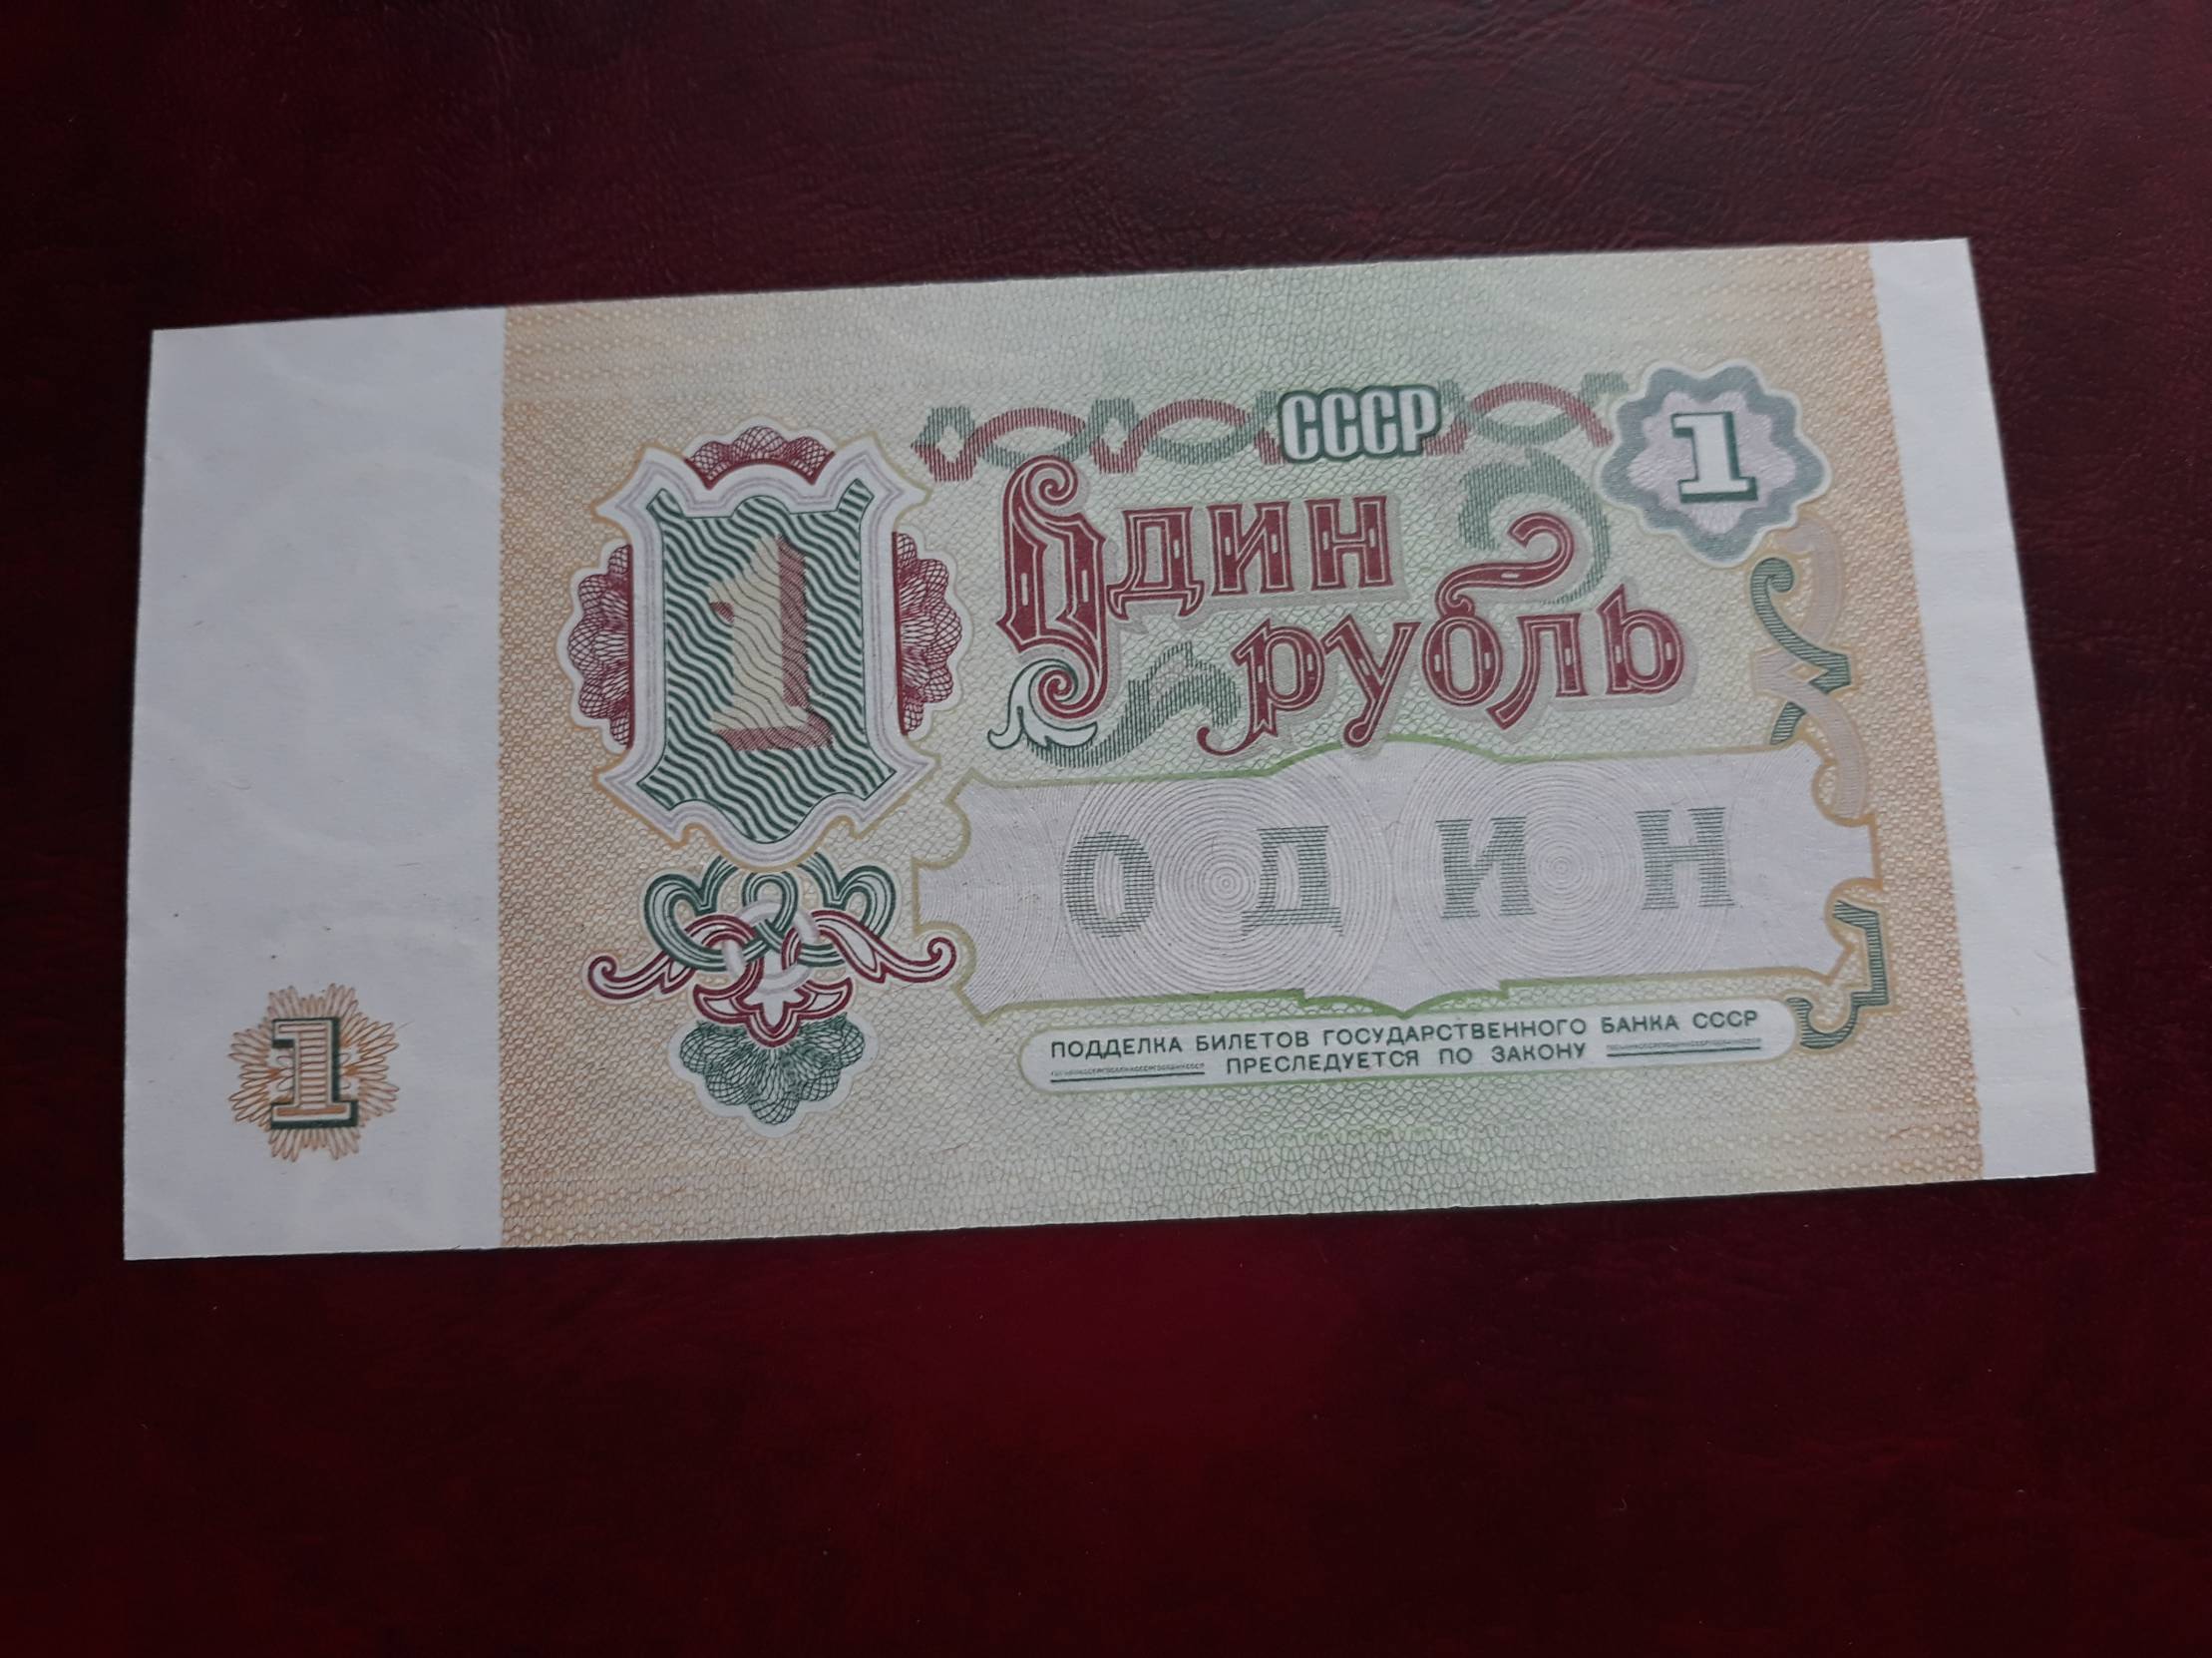 СССР
1
Один
рубль
1
ОДИН
ПОДДЕЛКА БИЛЕТОВ ГОСУДАРСТВЕННОГО БАНКА СССР
ПРЕСЛЕДУЕТСЯ ПО ЗАКОНУ
1